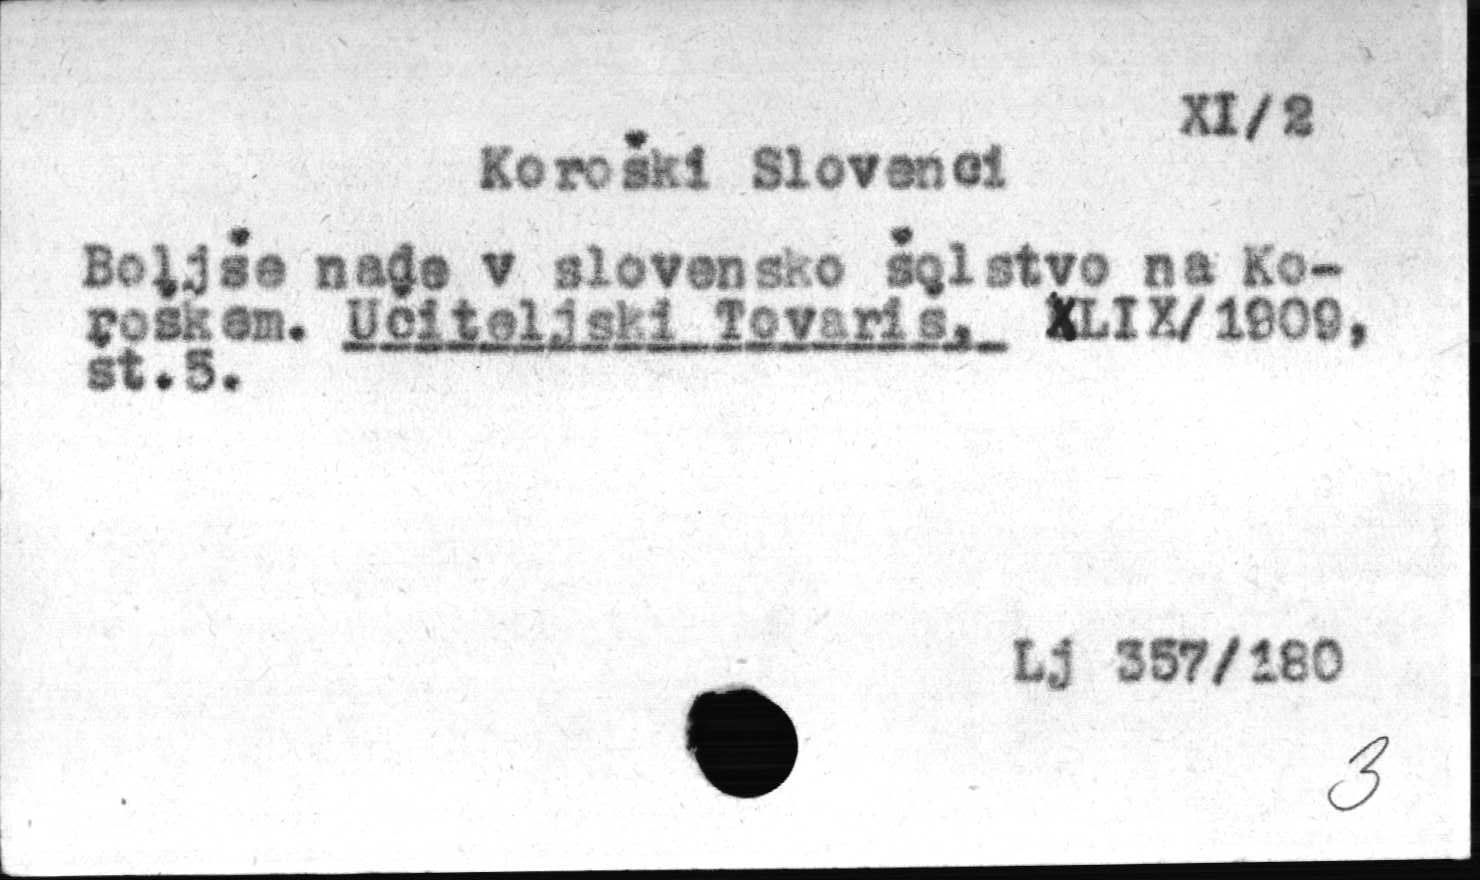 XI/2
Koroški Slovenci
Boljše nade v slovensko šolstvo na Ko-
roškem. Učiteljski Tovariš, XLIX/1909,
št.5.
Lj 357/180
3